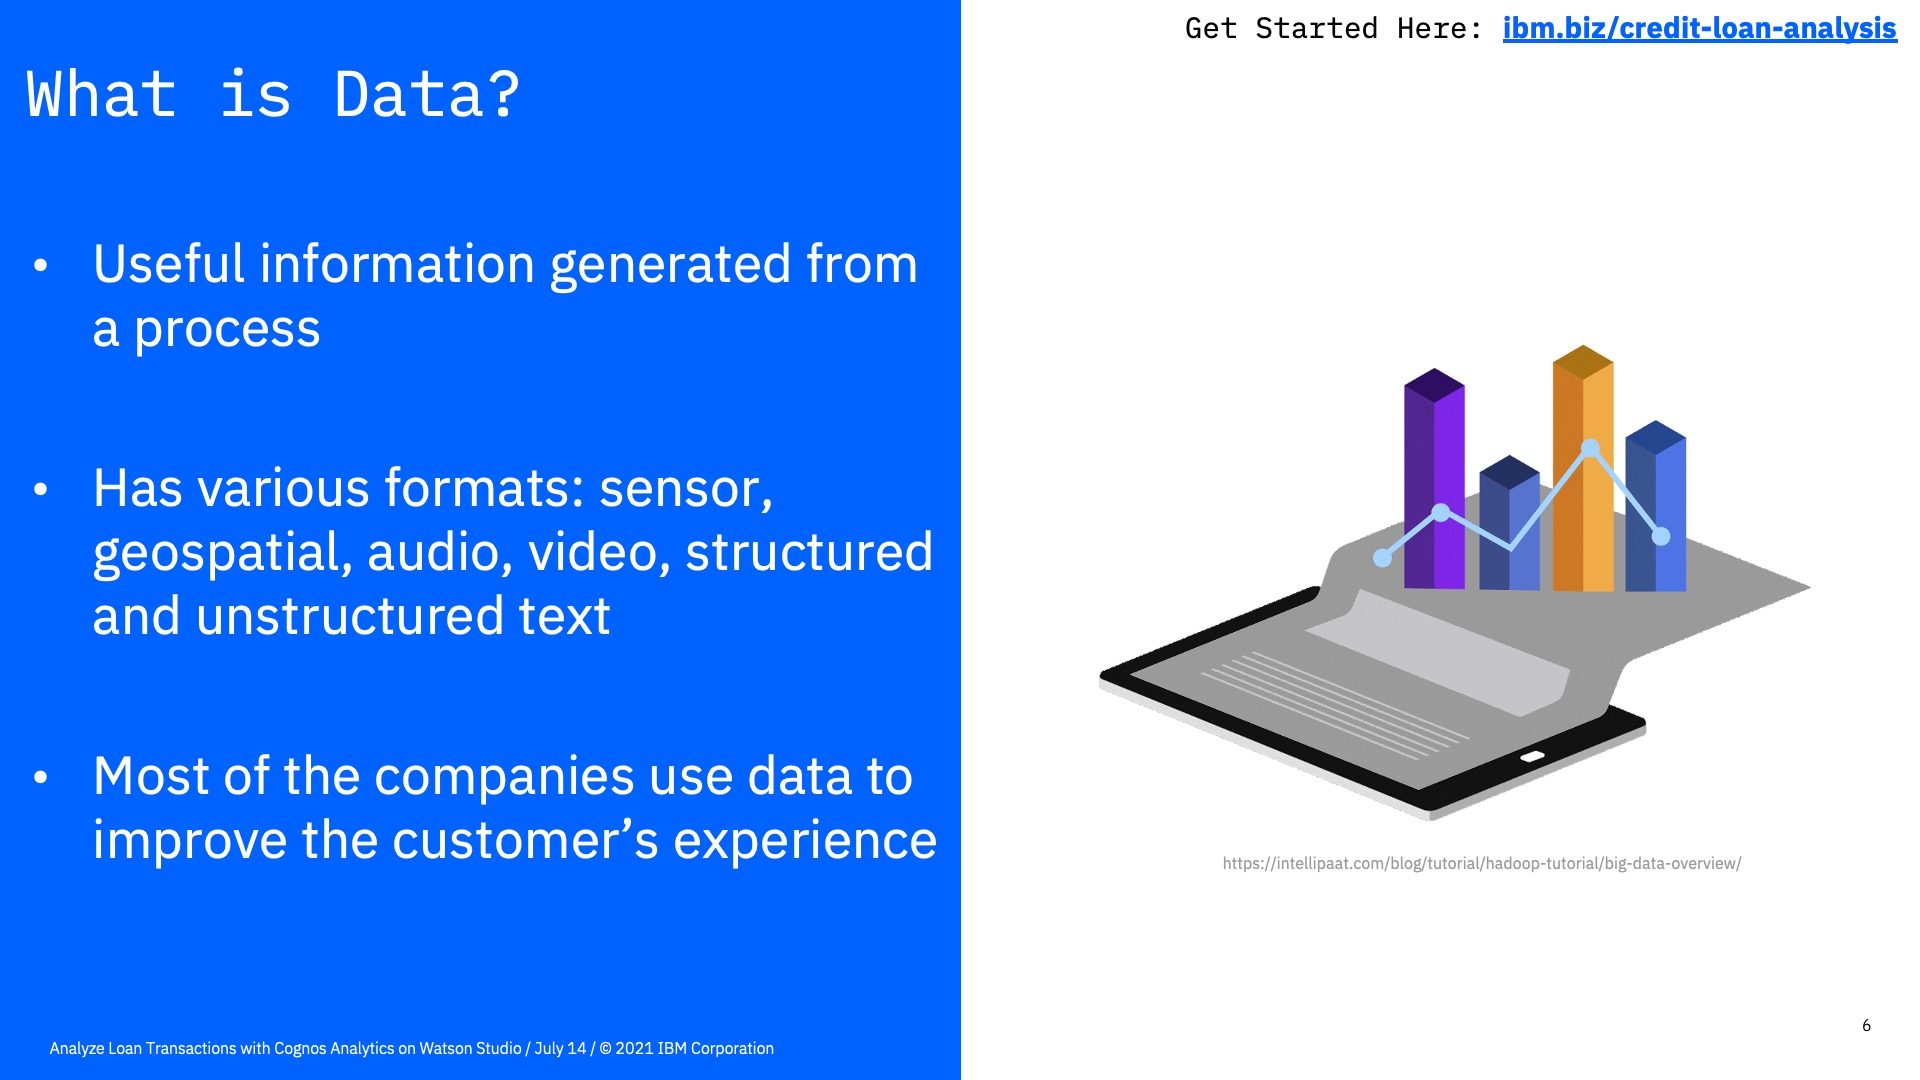 Get Started Here: ibm.biz/credit-loan-analysis
What is Data?
• Useful information generated from
a process
• Has various formats: sensor,
geospatial, audio, video, structured
and unstructured text
• Most of the companies use data to
improve the customer’s experience
https://intellipaat.com/blog/tutorial/hadoop-tutorial/big-data-overview/
6
Analyze Loan Transactions with Cognos Analytics on Watson Studio / July 14 / © 2021 IBM Corporation